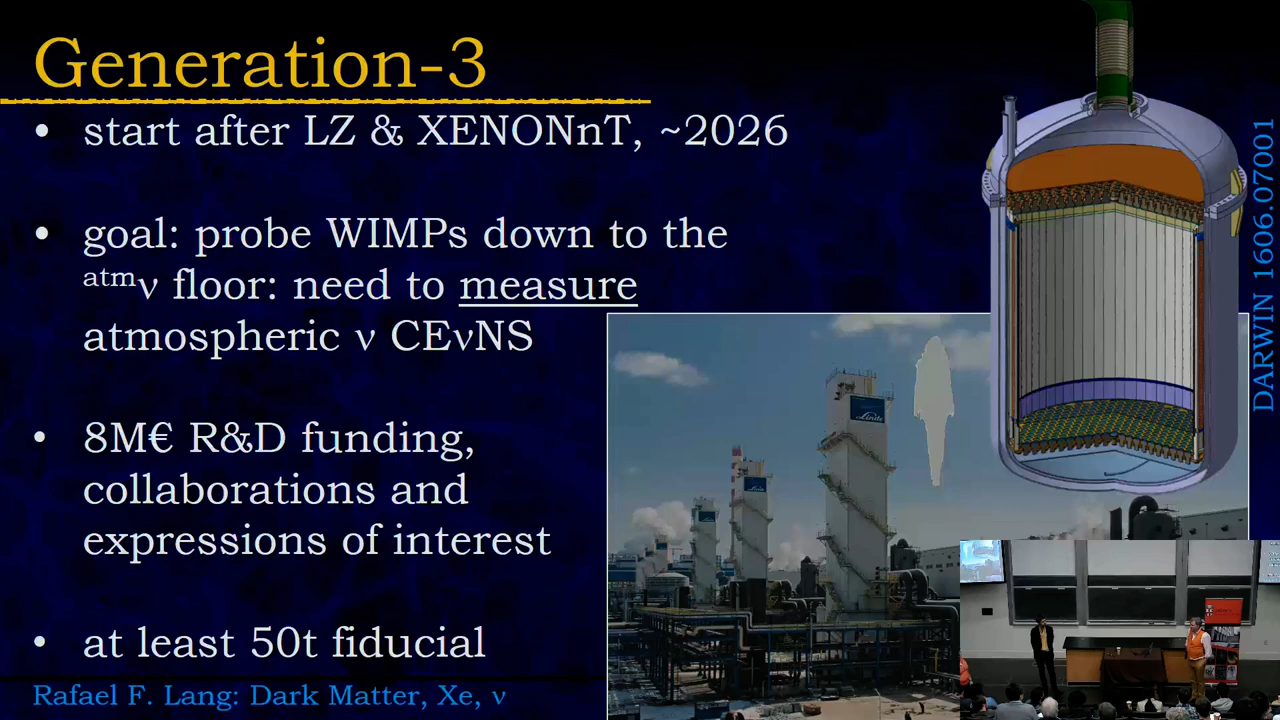 Generation-3
• start after LZ & XENONnT, ~2026
• goal: probe WIMPs down to the
atmν floor: need to measure
atmospheric ν CEνNS
• 8M€ R&D funding,
collaborations and
expressions of interest
• at least 50t fiducial
Rafael F. Lang: Dark Matter, Xe, ν
DARWIN 1606.07001
Linde